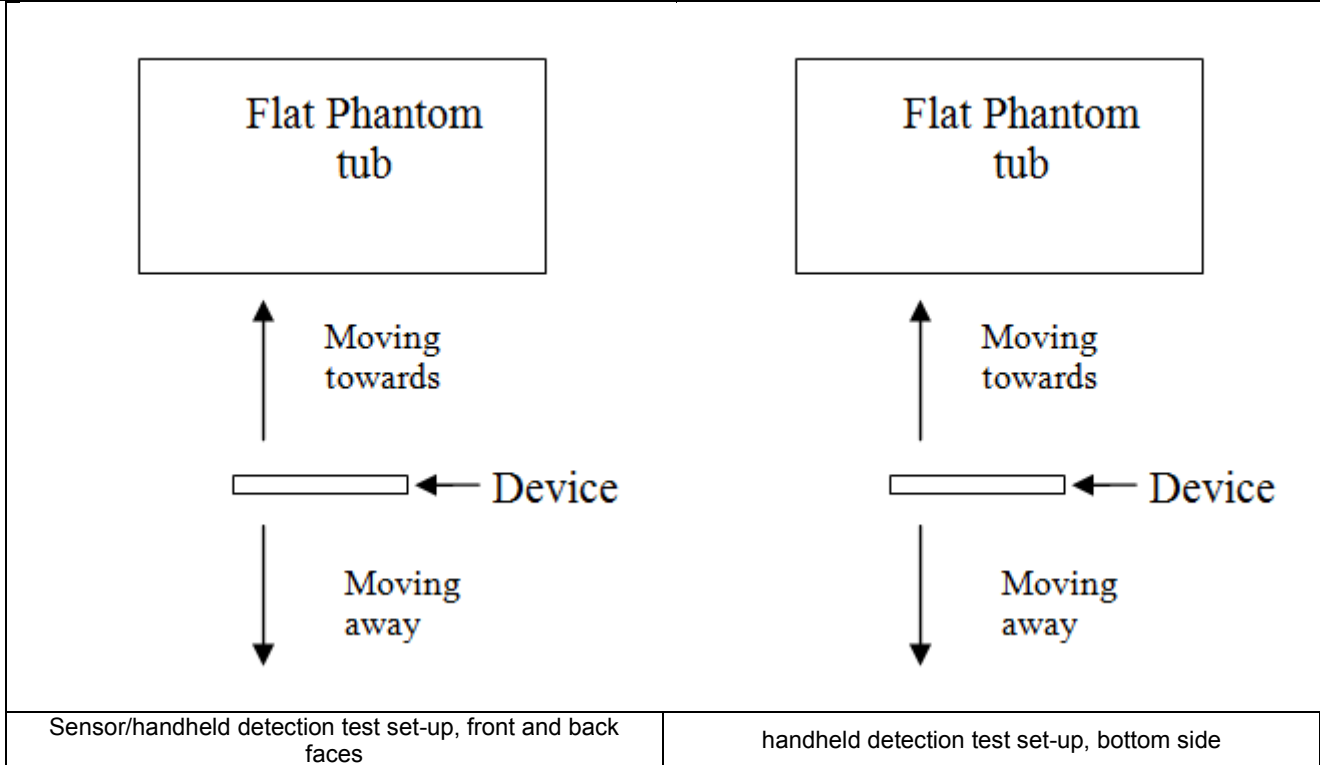 Flat Phantom
tub
Moving
towards
Device
Moving
away
Sensor/handheld detection test set-up, front and back
faces
Flat Phantom
tub
Moving
towards
Device
Moving
away
handheld detection test set-up, bottom side